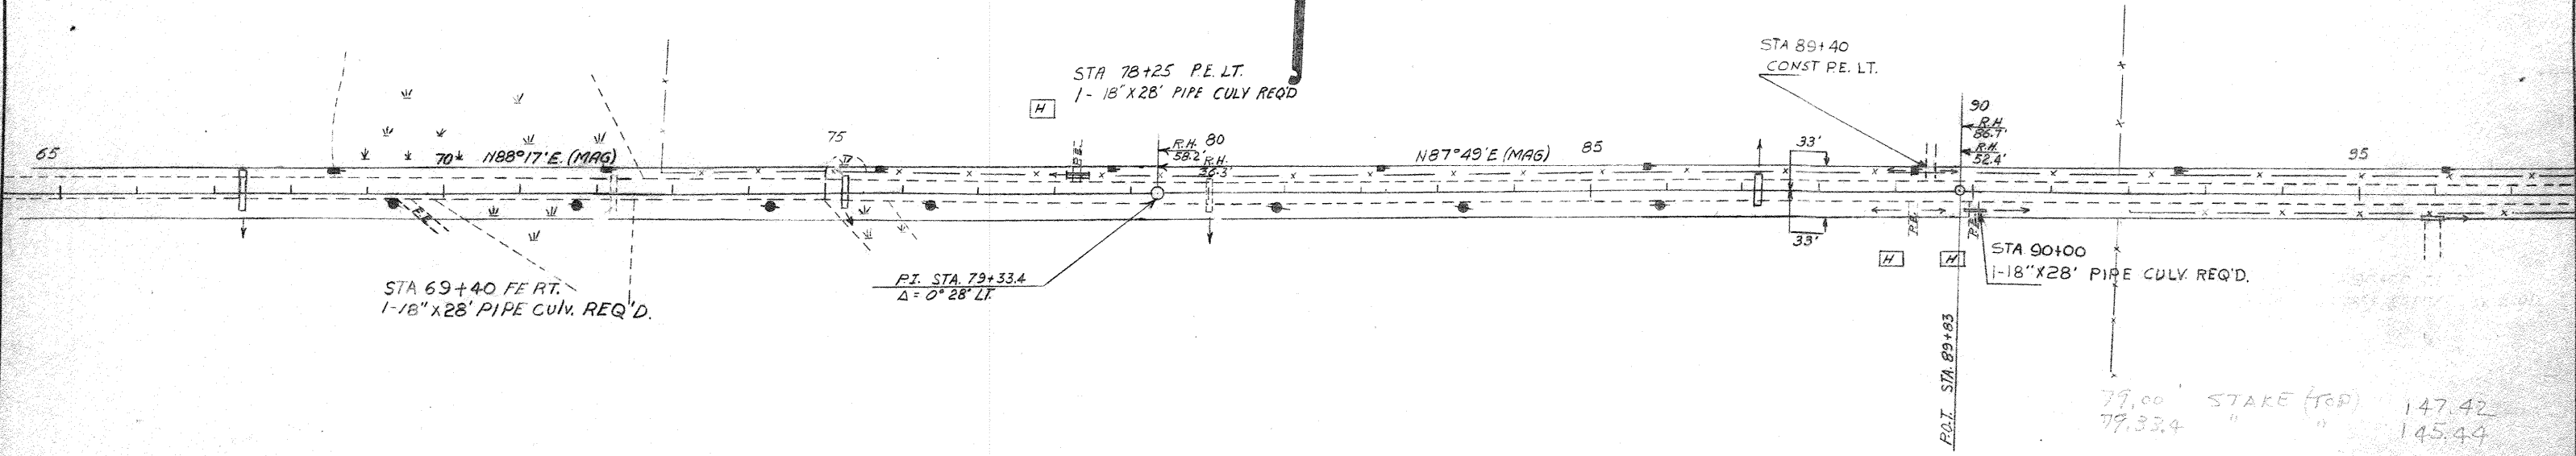 STA 89+40
CONST P.E. LT.
STA 78+25 P.E. LT.
1-18"X28' PIPE CULV REQ'D
H
90
R.H.
86.7'
R.H.
52.4'
65
70
N88°17'E. (MAG)
75
R.H.
58.2'
80
R.H.
36.3'
N87°49'E (MAG)
85
33'
95
P.E.
P.E.
P.E.
33'
H
H
STA 90+00
1-18"X28' PIPE CULV. REQ'D.
STA 69+40 FE RT.
1-18"X28' PIPE CULV. REQ'D.
P.I. STA. 79+33.4
Δ = 0° 28' LT.
P.O.T. STA. 89+83
79.00' STAKE (TOP) 147.42
79.33.4 " " 145.44